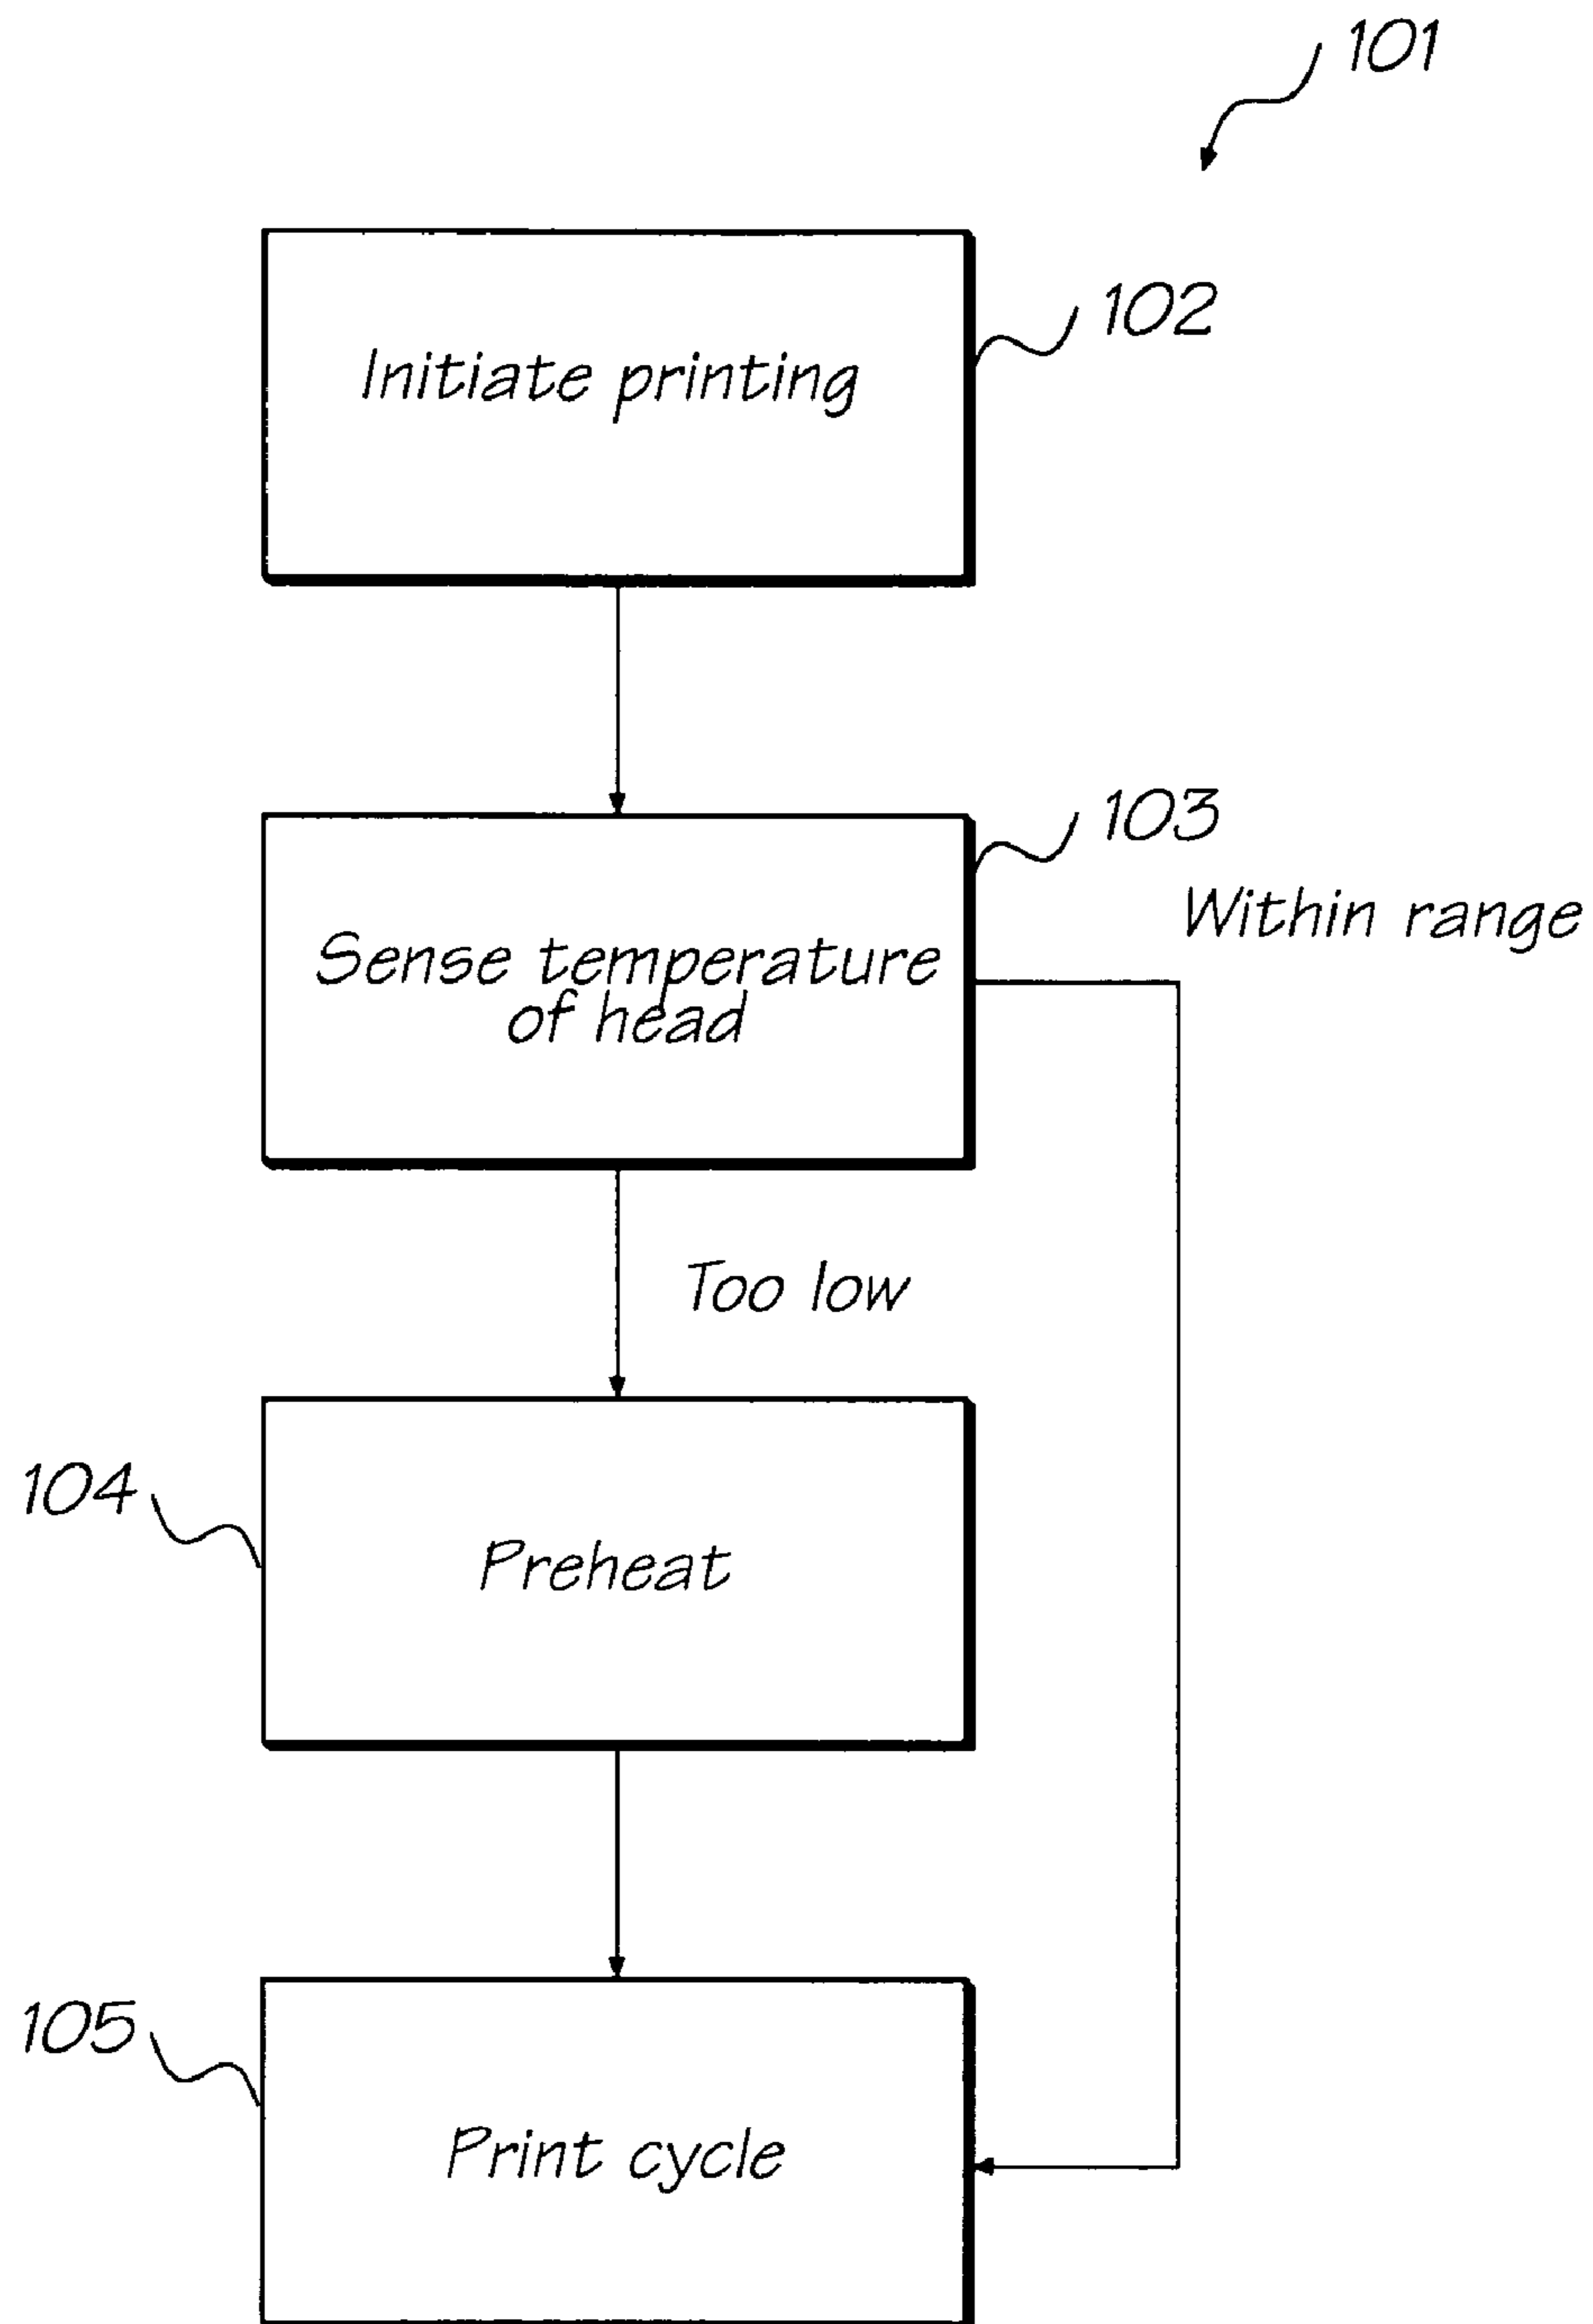 101
Initiate printing
102
103
Within range
Sense temperature
of head
Too low
104
Preheat
105
Print cycle